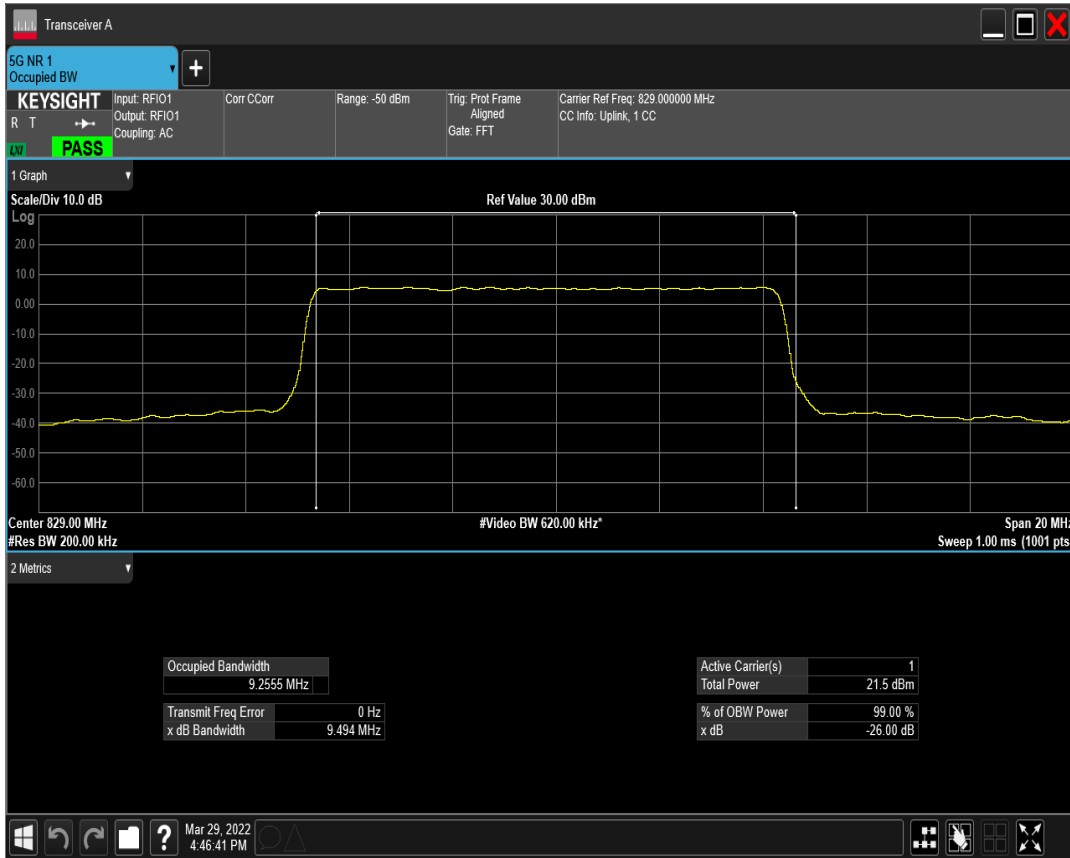 Transceiver A
5G NR 1
Occupied BW
+
KEYSIGHT
R T
LXI
PASS
Input: RFIO1
Output: RFIO1
Coupling: AC
Corr CCorr
Range: -50 dBm
Trig: Prot Frame
Aligned
Gate: FFT
Carrier Ref Freq: 829.000000 MHz
CC Info: Uplink, 1 CC
1 Graph
Scale/Div 10.0 dB
Ref Value 30.00 dBm
Log
20.0
10.0
0.00
-10.0
-20.0
-30.0
-40.0
-50.0
-60.0
Center 829.00 MHz
#Video BW 620.00 kHz*
Span 20 MHz
#Res BW 200.00 kHz
Sweep 1.00 ms (1001 pts
2 Metrics
Occupied Bandwidth
9.2555 MHz
Transmit Freq Error 0 Hz
x dB Bandwidth 9.494 MHz
Active Carrier(s) 1
Total Power 21.5 dBm
% of OBW Power 99.00 %
x dB -26.00 dB
?
Mar 29, 2022
4:46:41 PM